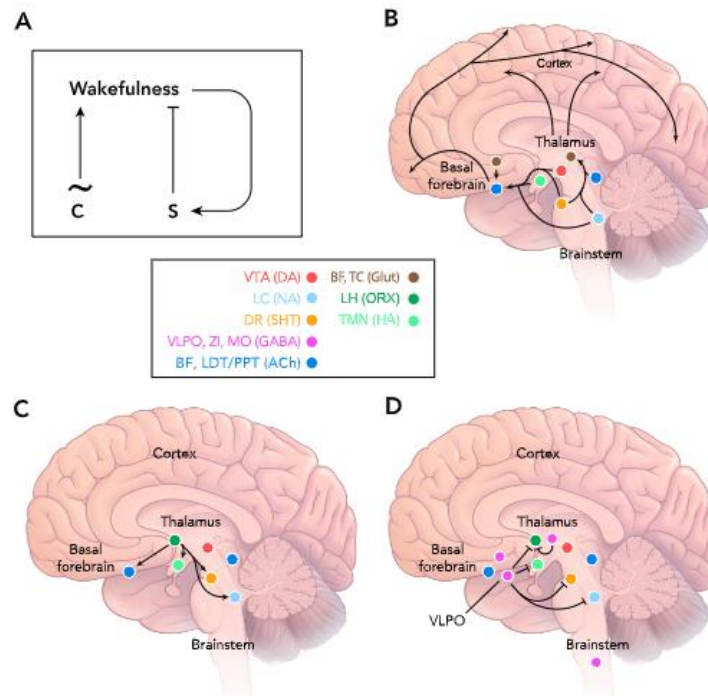 A
Wakefulness
C
S
B
Cortex
Thalamus
Basal
forebrain
Brainstem
VTA (DA)
BF, TC (Glut)
LC (NA)
LH (ORX)
DR (5HT)
TMN (HA)
VLPO, ZI, MO (GABA)
BF, LDT/PPT (ACh)
C
Cortex
Thalamus
Basal
forebrain
Brainstem
D
Cortex
Thalamus
Basal
forebrain
VLPO
Brainstem